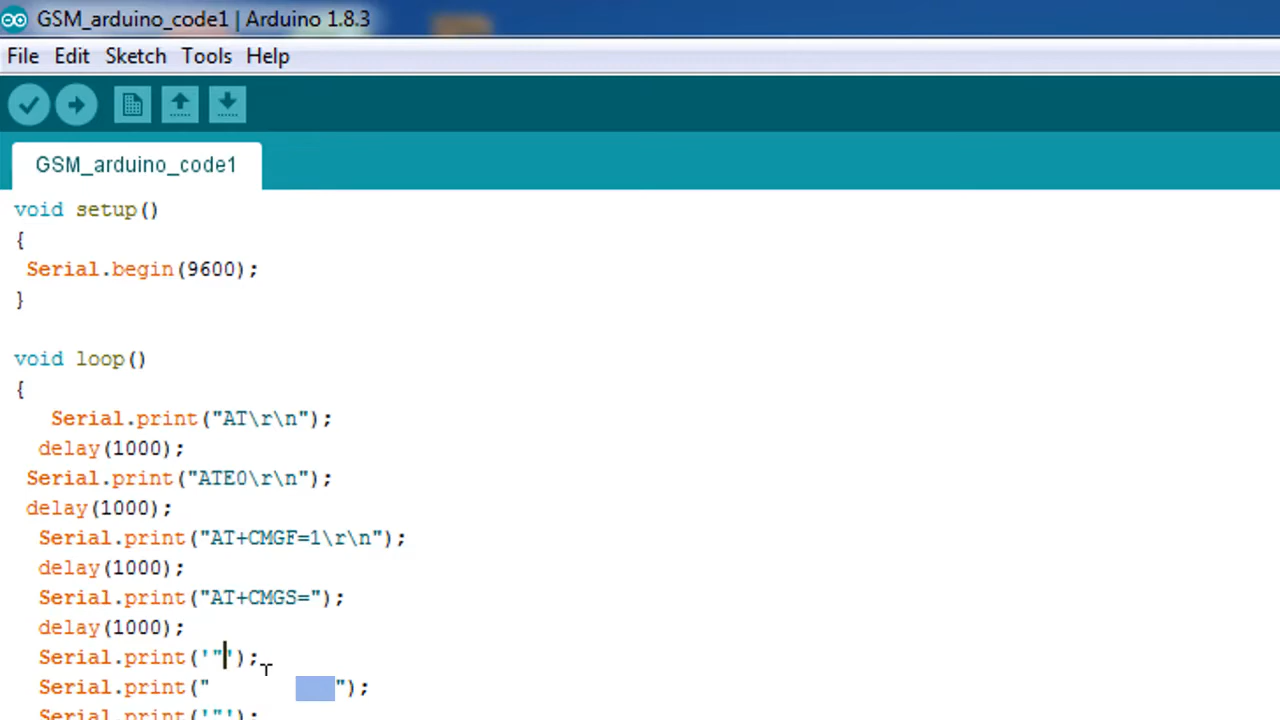 GSM_arduino_code1 | Arduino 1.8.3
File Edit Sketch Tools Help
GSM_arduino_code1
void setup()
{
Serial.begin(9600);
}
void loop()
{
Serial.print("AT\r\n");
delay(1000);
Serial.print("ATE0\r\n");
delay(1000);
Serial.print("AT+CMGF=1\r\n");
delay(1000);
Serial.print("AT+CMGS=");
delay(1000);
Serial.print('"');
Serial.print(" ");
Serial.print('"');